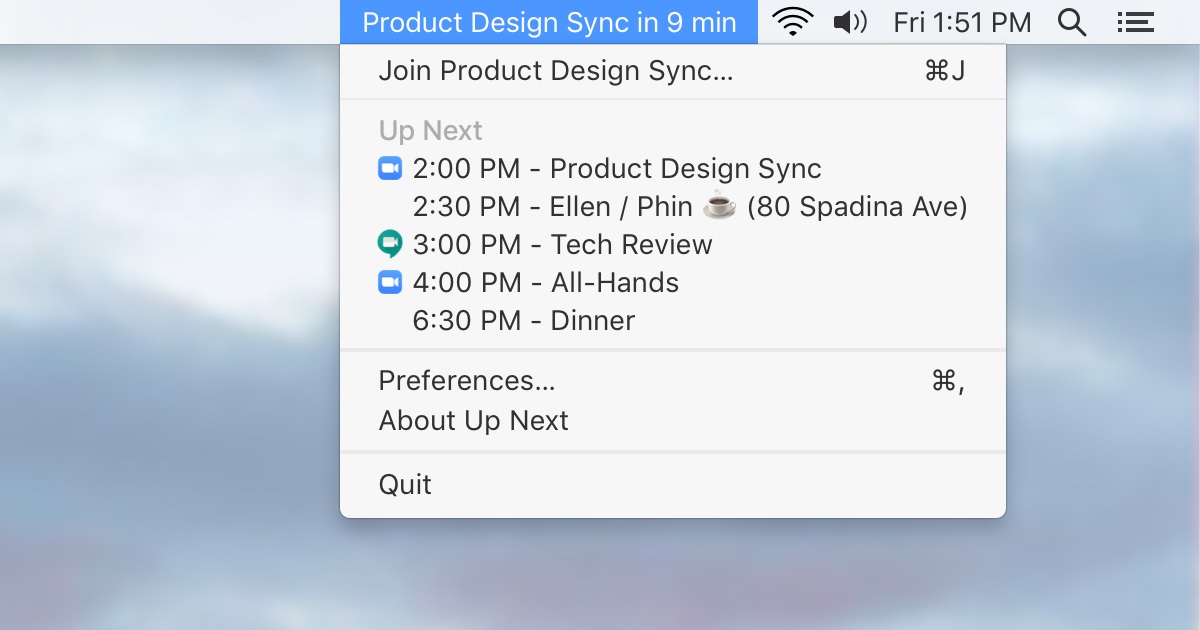 Product Design Sync in 9 min Fri 1:51 PM
Join Product Design Sync... ⌘J
Up Next
2:00 PM - Product Design Sync
2:30 PM - Ellen / Phin ☕ (80 Spadina Ave)
3:00 PM - Tech Review
4:00 PM - All-Hands
6:30 PM - Dinner
Preferences... ⌘,
About Up Next
Quit